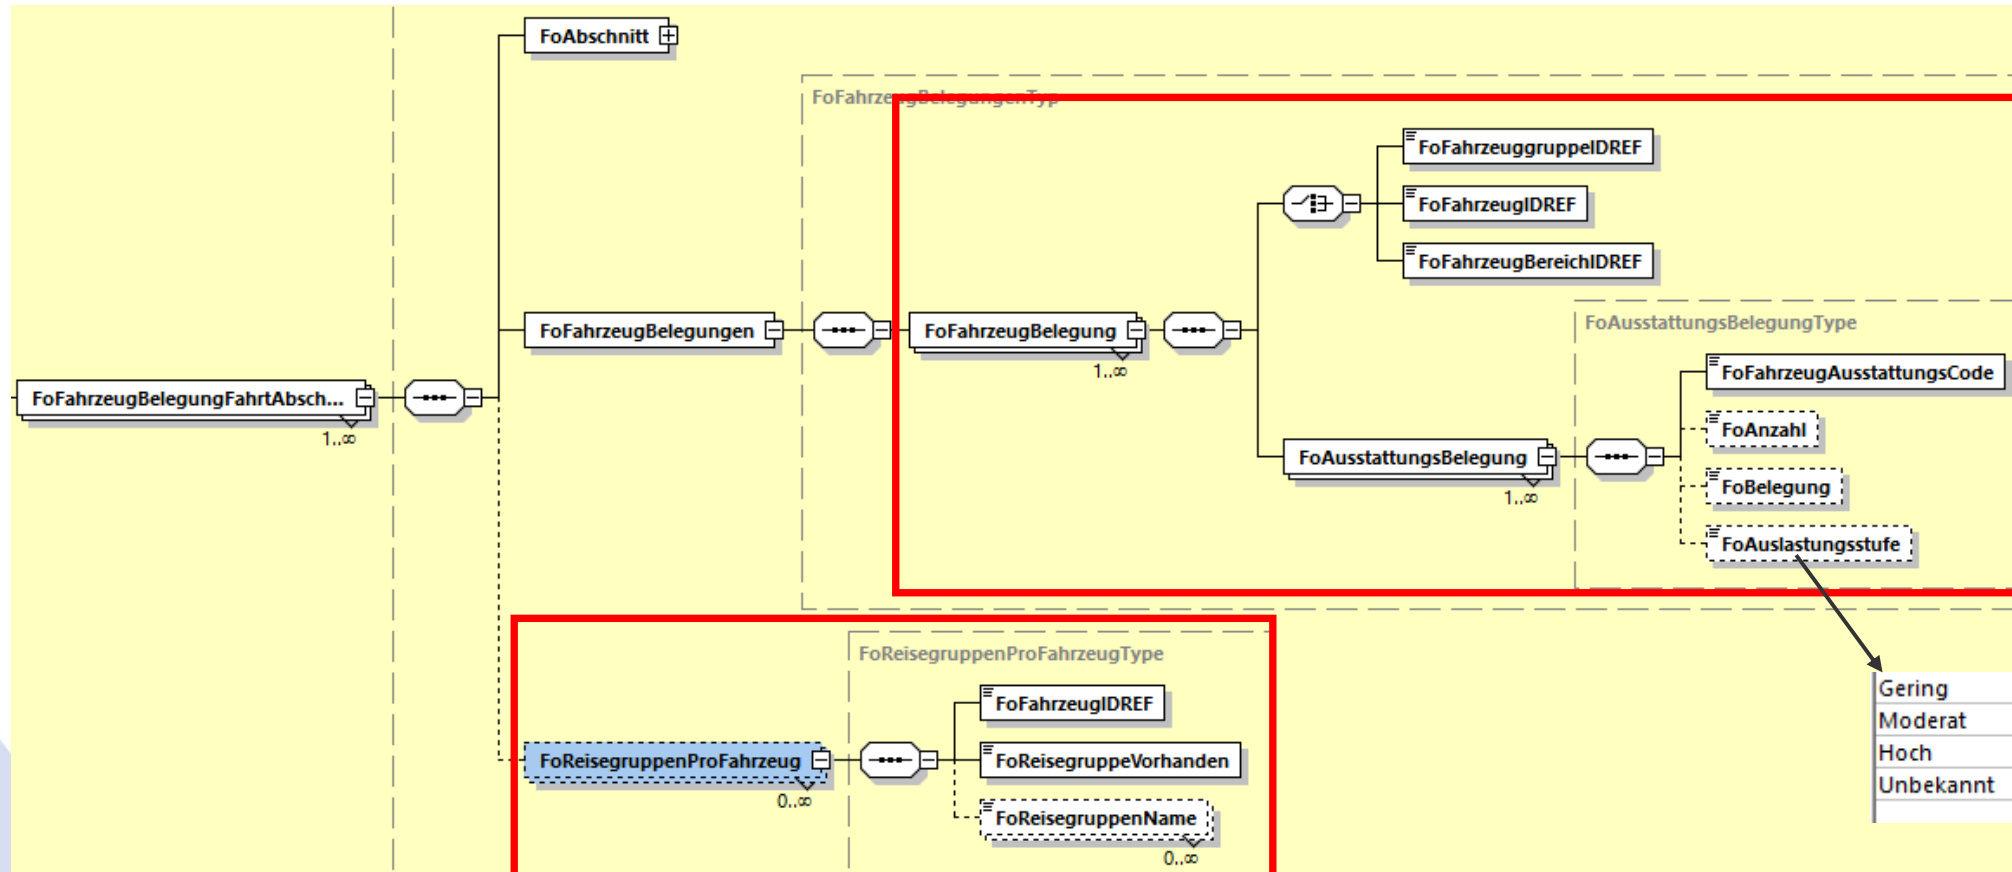 FoAbschnitt
FoFahrzeugBelegungenTyp
FoFahrzeuggruppeIDREF
FoFahrzeugIDREF
FoFahrzeugBereichIDREF
FoFahrzeugBelegungen
FoFahrzeugBelegung
1..∞
FoAusstattungsBelegungType
FoFahrzeugAusstattungsCode
FoFahrzeugBelegungFahrtAbsch...
1..∞
FoAnzahl
FoAusstattungsBelegung
1..∞
FoBelegung
FoAuslastungsstufe
FoReisegruppenProFahrzeugType
FoFahrzeugIDREF
FoReisegruppenProFahrzeug
0..∞
FoReisegruppeVorhanden
FoReisegruppenName
0..∞
Gering
Moderat
Hoch
Unbekannt